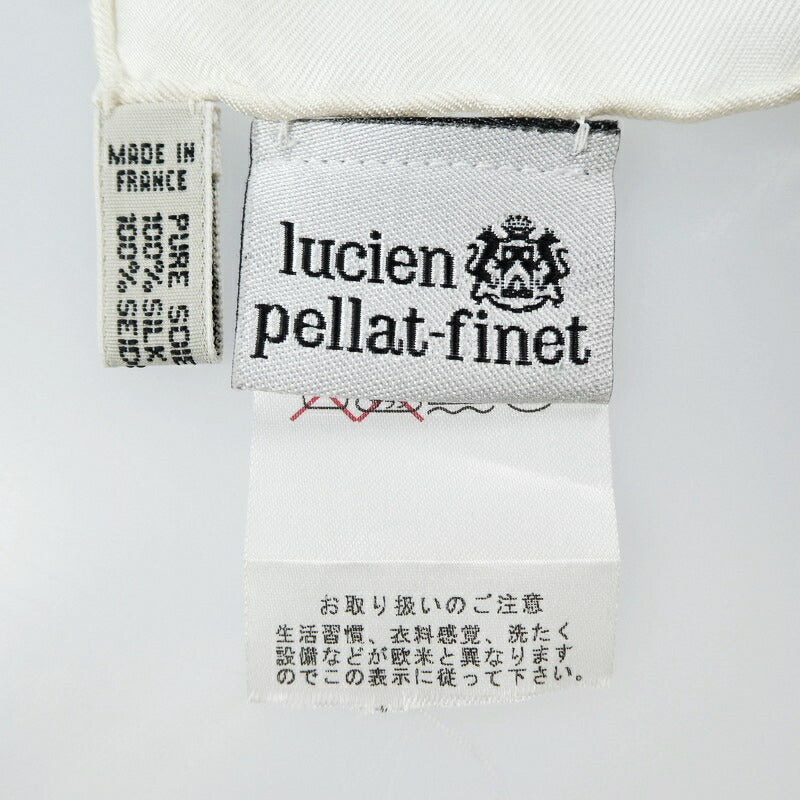 MADE IN
FRANCE
PURE SOIE
100% SILK
100% SEID
lucien
pellat-finet
お取り扱いのご注意
生活習慣、衣料感覚、洗たく
設備などが欧米と異なります
のでこの表示に従って下さい。